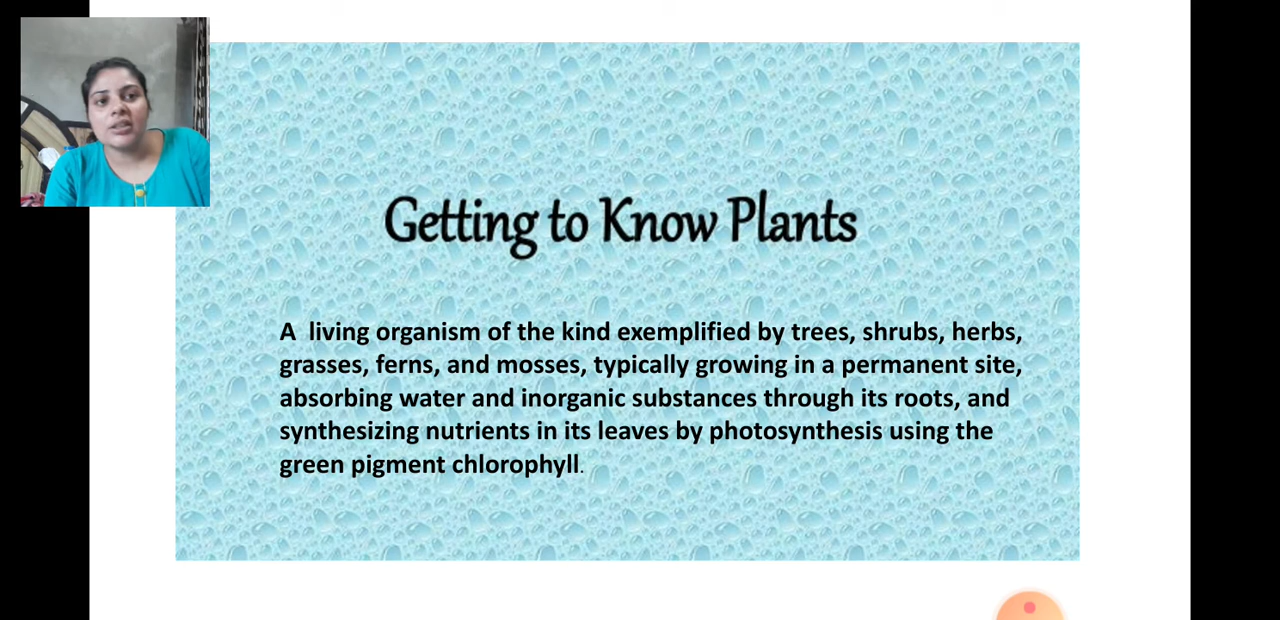 Getting to Know Plants
A  living organism of the kind exemplified by trees, shrubs, herbs,
grasses, ferns, and mosses, typically growing in a permanent site,
absorbing water and inorganic substances through its roots, and
synthesizing nutrients in its leaves by photosynthesis using the
green pigment chlorophyll.